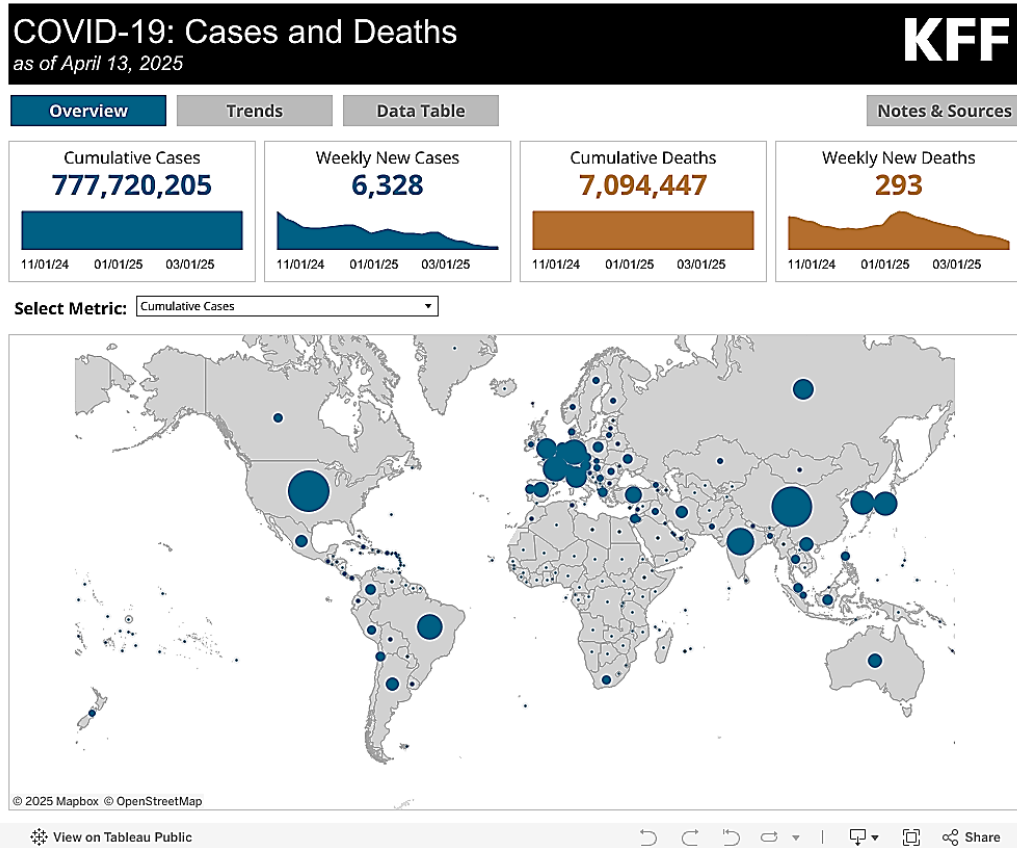 COVID-19: Cases and Deaths
as of April 13, 2025
KFF
Overview
Trends
Data Table
Notes & Sources
Cumulative Cases
777,720,205
11/01/24 01/01/25 03/01/25
Weekly New Cases
6,328
11/01/24 01/01/25 03/01/25
Cumulative Deaths
7,094,447
11/01/24 01/01/25 03/01/25
Weekly New Deaths
293
11/01/24 01/01/25 03/01/25
Select Metric: Cumulative Cases
© 2025 Mapbox © OpenStreetMap
View on Tableau Public
Share